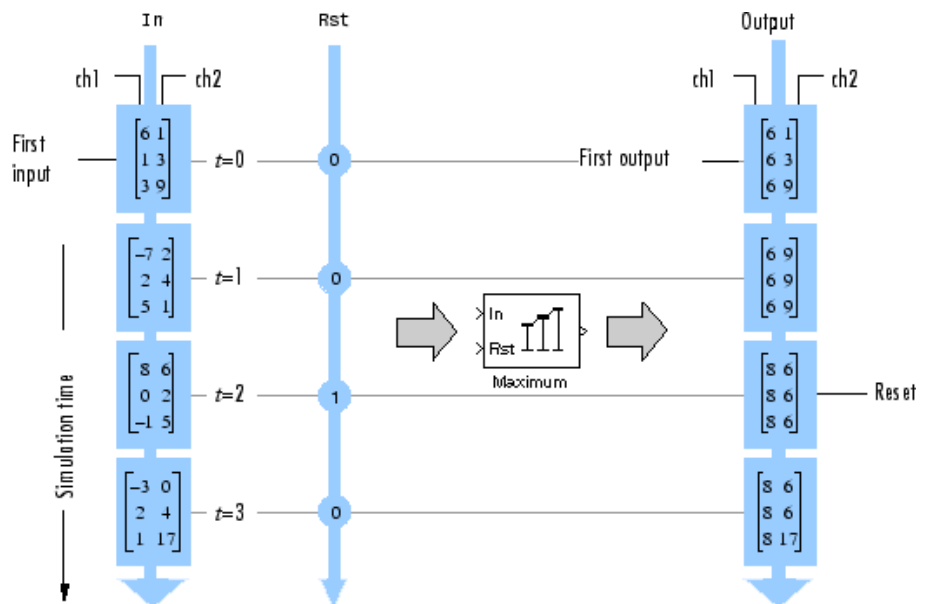 In Rst Output
ch1 ch2 ch1 ch2
First input
6 1
1 3
3 9
t=0
0
First output
6 1
6 3
6 9
-7 2
2 4
5 1
t=1
0
6 9
6 9
6 9
In
Rst
Maximum
8 6
0 2
-1 5
t=2
1
8 6
8 6
8 6
Reset
Simulation time
-3 0
2 4
1 17
t=3
0
8 6
8 6
8 17